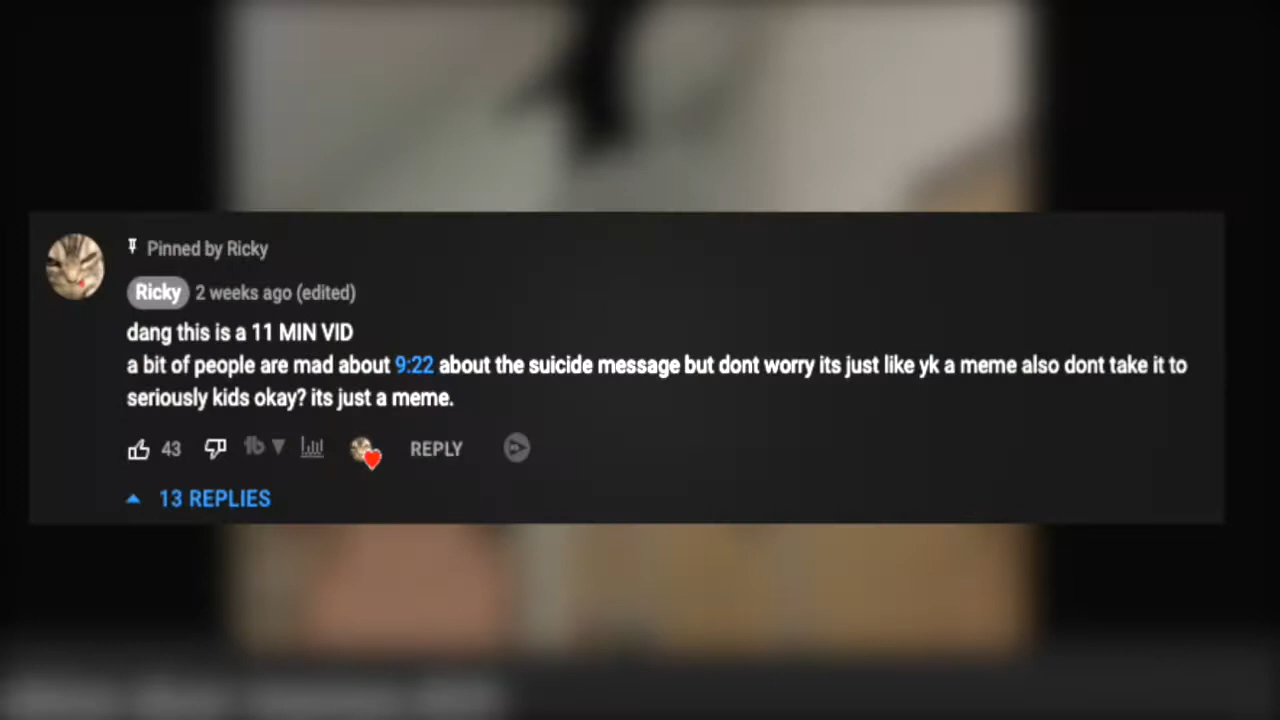 Pinned by Ricky
Ricky 2 weeks ago (edited)
dang this is a 11 MIN VID
a bit of people are mad about 9:22 about the suicide message but dont worry its just like yk a meme also dont take it to
seriously kids okay? its just a meme.
43 REPLY
13 REPLIES